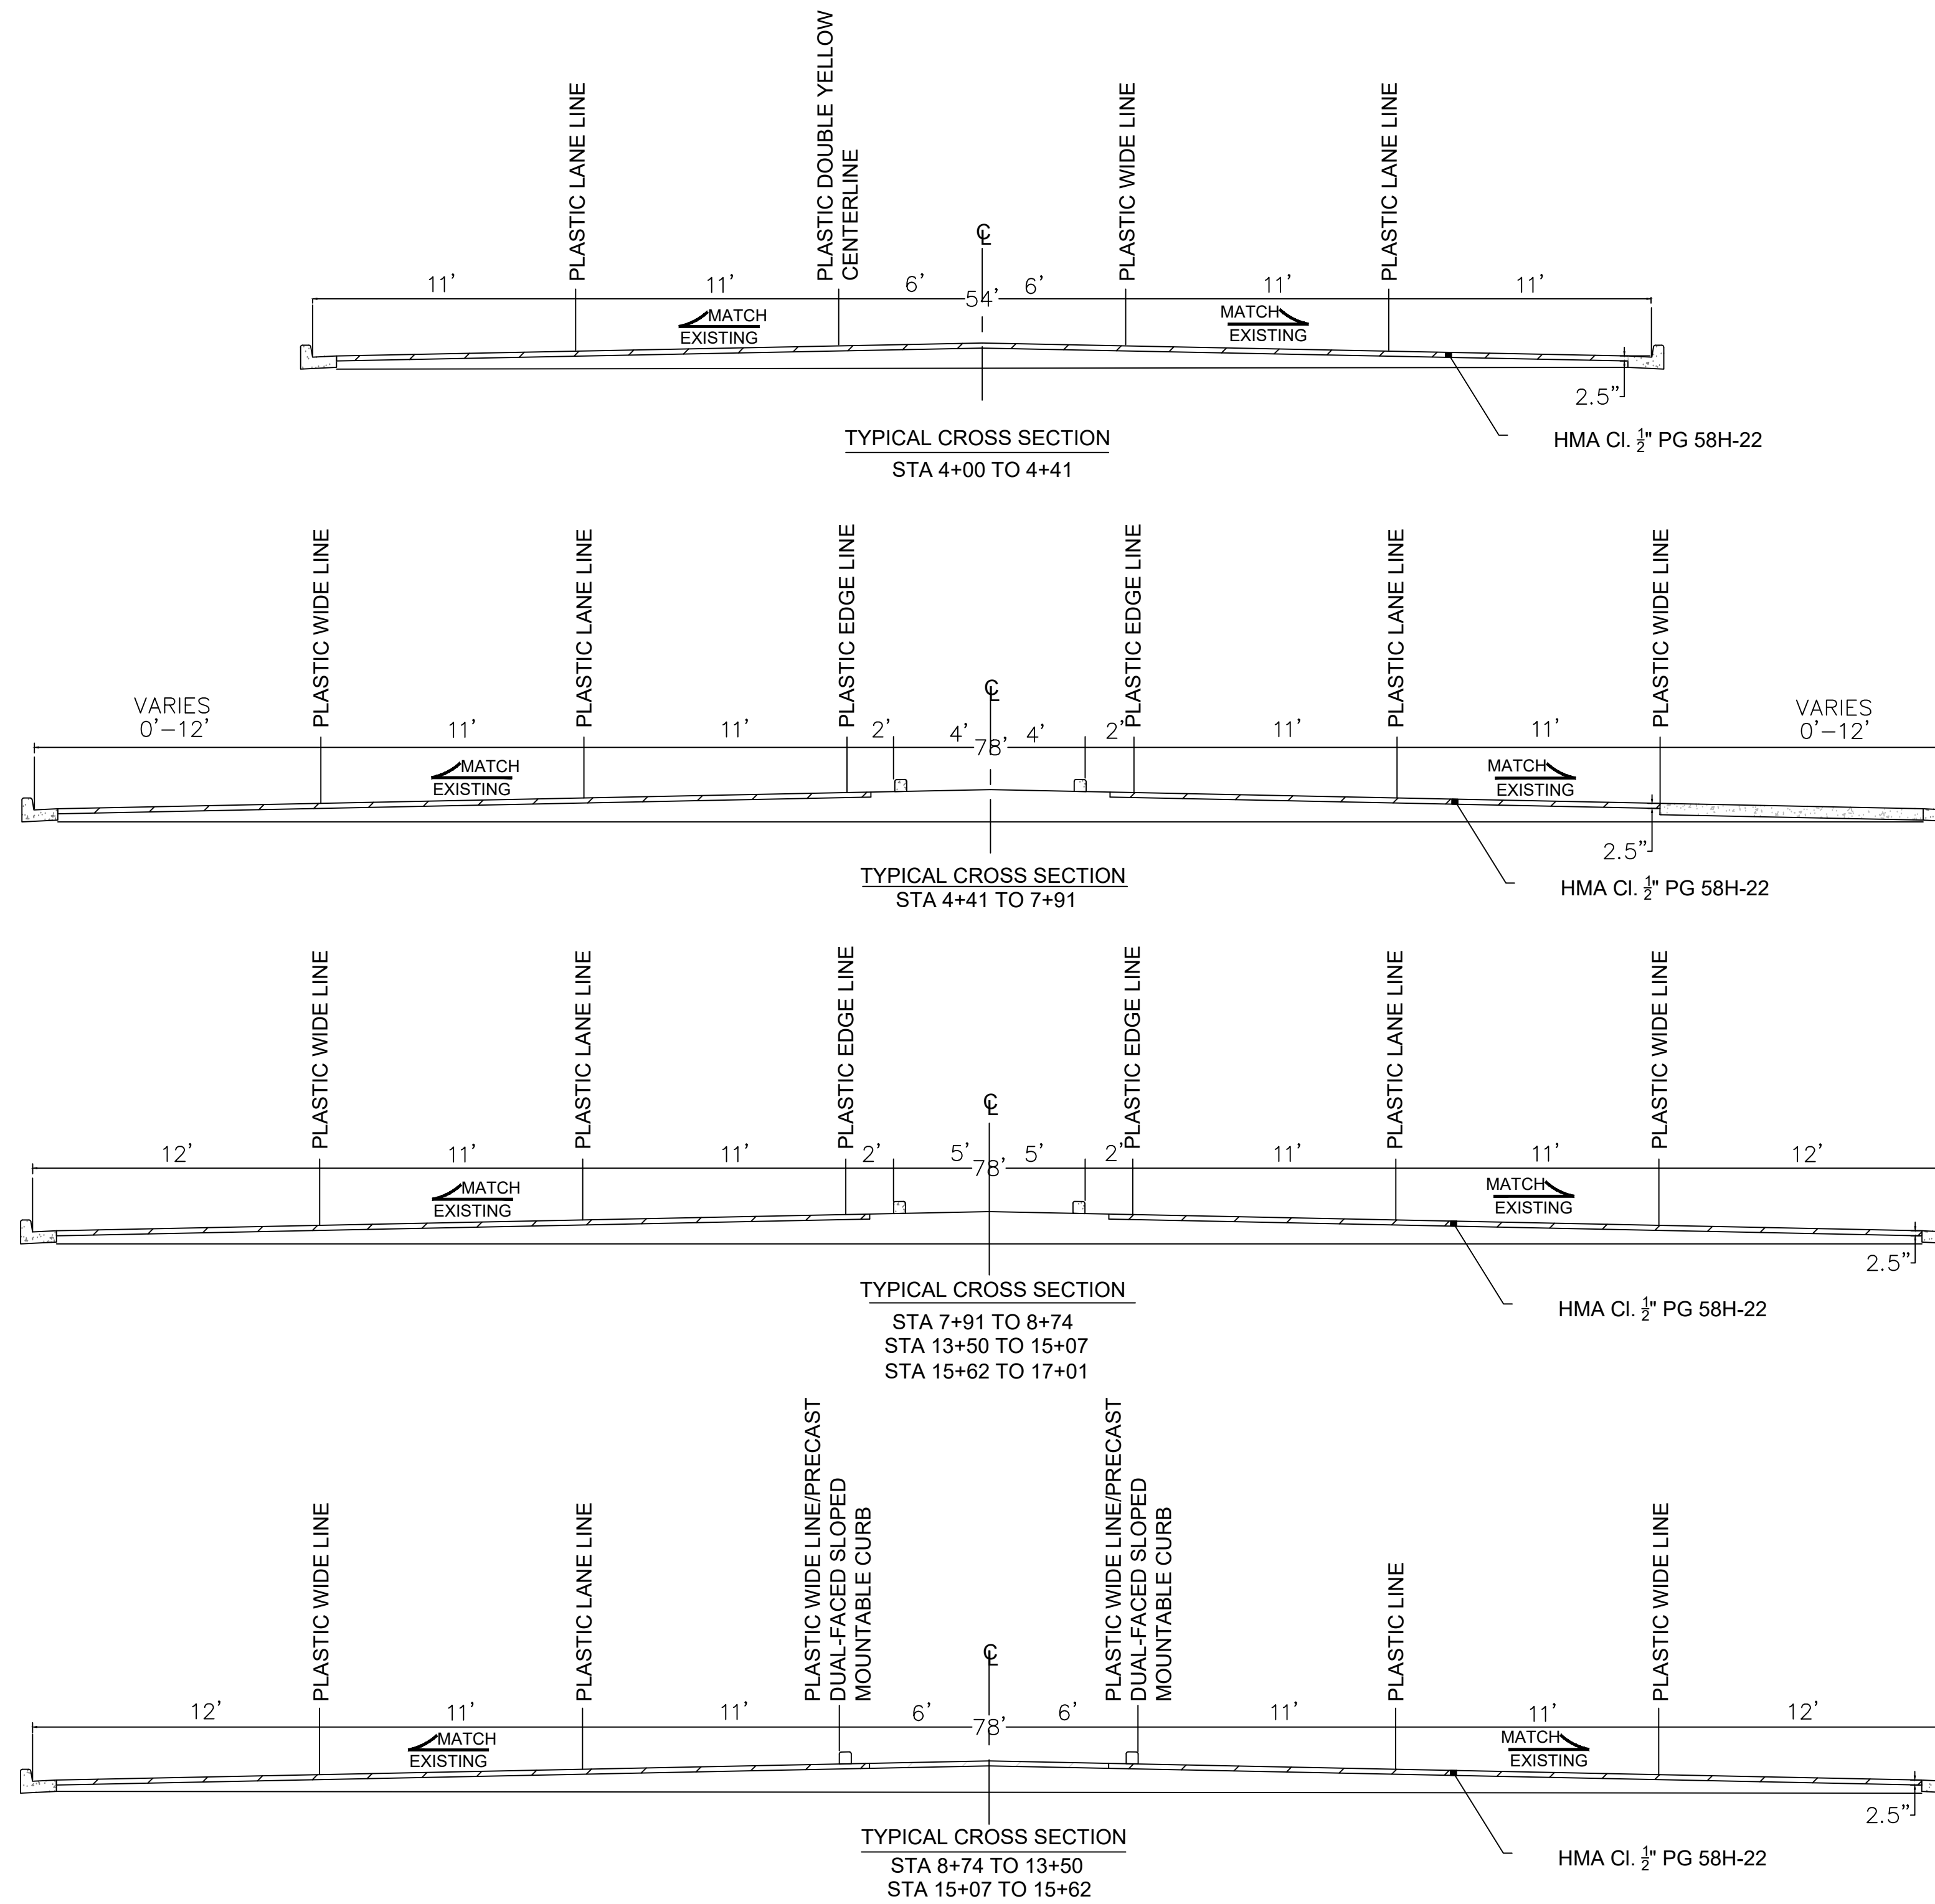 PLASTIC LANE LINE
PLASTIC DOUBLE YELLOW
CENTERLINE
PLASTIC WIDE LINE
PLASTIC LANE LINE
℄
11'
11'
6'
54'
6'
11'
11'
MATCH
EXISTING
MATCH
EXISTING
2.5"
TYPICAL CROSS SECTION
STA 4+00 TO 4+41
HMA Cl. ½" PG 58H-22
PLASTIC WIDE LINE
PLASTIC LANE LINE
PLASTIC EDGE LINE
PLASTIC EDGE LINE
PLASTIC LANE LINE
PLASTIC WIDE LINE
℄
VARIES
0'-12'
11'
11'
2'
4'
78'
4'
2'
11'
11'
VARIES
0'-12'
MATCH
EXISTING
MATCH
EXISTING
2.5"
TYPICAL CROSS SECTION
STA 4+41 TO 7+91
HMA Cl. ½" PG 58H-22
PLASTIC WIDE LINE
PLASTIC LANE LINE
PLASTIC EDGE LINE
PLASTIC EDGE LINE
PLASTIC LANE LINE
PLASTIC WIDE LINE
℄
12'
11'
11'
2'
5'
78'
5'
2'
11'
11'
12'
MATCH
EXISTING
MATCH
EXISTING
2.5"
TYPICAL CROSS SECTION
STA 7+91 TO 8+74
STA 13+50 TO 15+07
STA 15+62 TO 17+01
HMA Cl. ½" PG 58H-22
PLASTIC WIDE LINE
PLASTIC LANE LINE
PLASTIC WIDE LINE/PRECAST
DUAL-FACED SLOPED
MOUNTABLE CURB
PLASTIC WIDE LINE/PRECAST
DUAL-FACED SLOPED
MOUNTABLE CURB
PLASTIC LINE
PLASTIC WIDE LINE
℄
12'
11'
11'
6'
78'
6'
11'
11'
12'
MATCH
EXISTING
MATCH
EXISTING
2.5"
TYPICAL CROSS SECTION
STA 8+74 TO 13+50
STA 15+07 TO 15+62
HMA Cl. ½" PG 58H-22